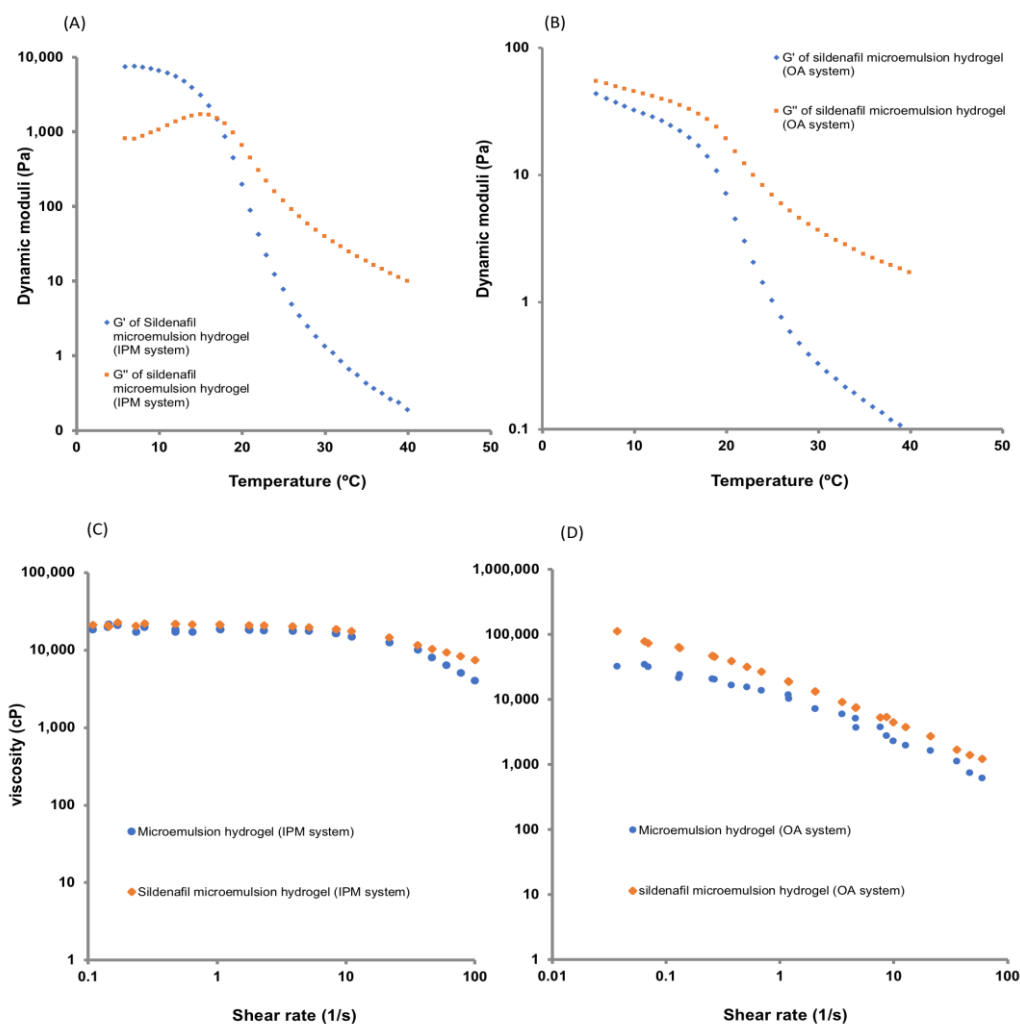 (A)
10,000
1,000
100
10
1
0
0
10
20
30
40
50
Dynamic moduli (Pa)
Temperature (ºC)
G' of Sildenafil
microemulsion hydrogel
(IPM system)
G'' of sildenafil
microemulsion hydrogel
(IPM system)
(B)
100
10
1
0.1
0
10
20
30
40
50
Dynamic moduli (Pa)
Temperature (ºC)
G' of sildenafil microemulsion hydrogel
(OA system)
G'' of sildenafil microemulsion hydrogel
(OA system)
(C)
100,000
10,000
1,000
100
10
1
0.1
1
10
100
viscosity (cP)
Shear rate (1/s)
Microemulsion hydrogel (IPM system)
Sildenafil microemulsion hydrogel (IPM system)
(D)
1,000,000
100,000
10,000
1,000
100
10
1
0.01
0.1
1
10
100
Shear rate (1/s)
Microemulsion hydrogel (OA system)
sildenafil microemulsion hydrogel (OA system)